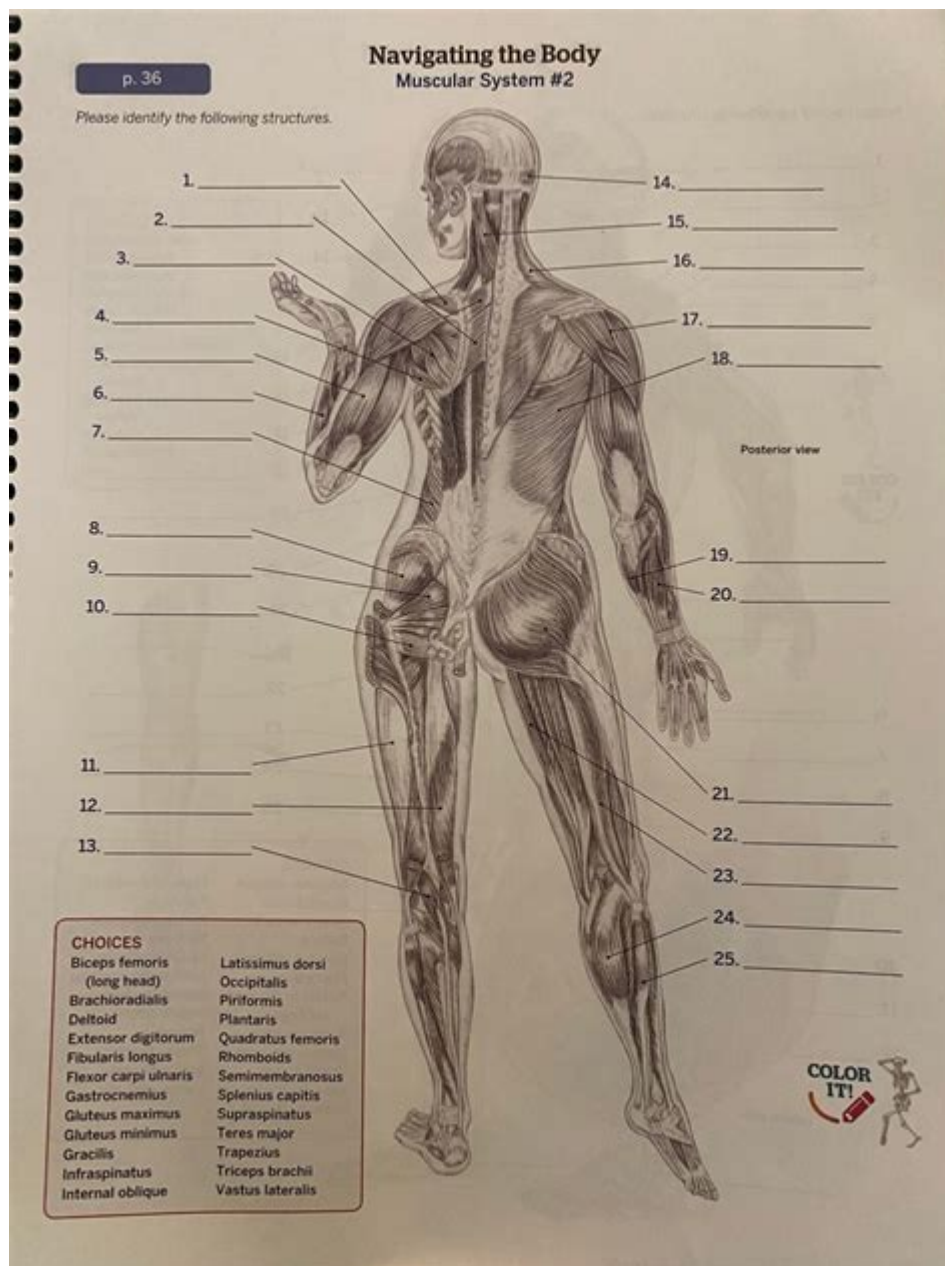 Navigating the Body
p. 36
Muscular System #2
Please identify the following structures.
1.
2.
3.
4.
5.
6.
7.
8.
9.
10.
11.
12.
13.
14.
15.
16.
17.
18.
Posterior view
19.
20.
21.
22.
23.
24.
25.
CHOICES
Biceps femoris
(long head)
Brachioradialis
Deltoid
Extensor digitorum
Fibularis longus
Flexor carpi ulnaris
Gastrocnemius
Gluteus maximus
Gluteus minimus
Gracilis
Infraspinatus
Internal oblique
Latissimus dorsi
Occipitalis
Piriformis
Plantaris
Quadratus femoris
Rhomboids
Semimembranosus
Splenius capitis
Supraspinatus
Teres major
Trapezius
Triceps brachii
Vastus lateralis
COLOR
IT!